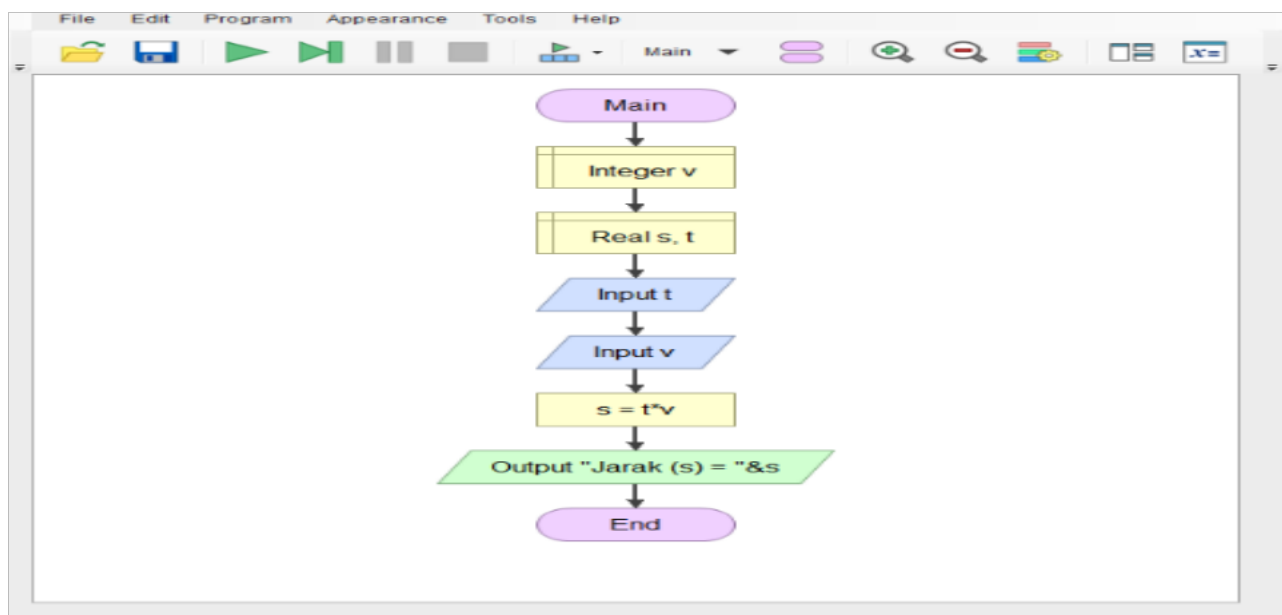 File Edit Program Appearance Tools Help
Main
x=
Main
Integer v
Real s, t
Input t
Input v
s = t*v
Output "Jarak (s) = "&s
End